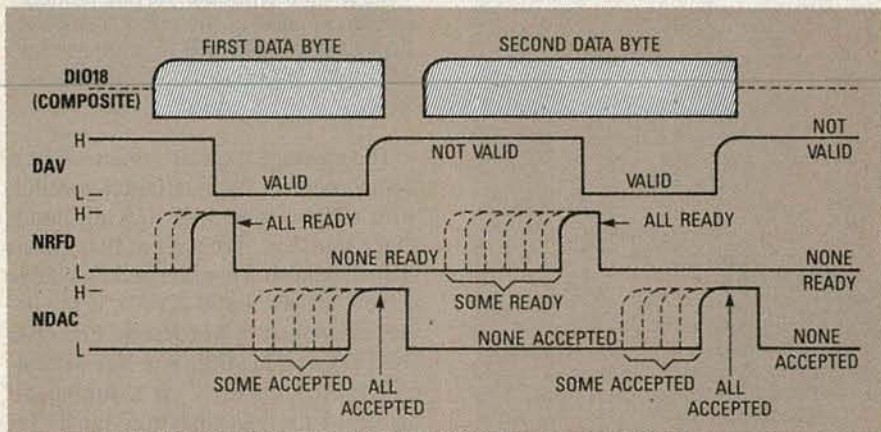 FIRST DATA BYTE
SECOND DATA BYTE
DIO18
(COMPOSITE)
H
DAV
L
VALID
NOT VALID
VALID
NOT
VALID
H
NRFD
L
ALL READY
NONE READY
SOME READY
ALL READY
NONE
READY
H
NDAC
L
SOME ACCEPTED
ALL
ACCEPTED
NONE ACCEPTED
SOME ACCEPTED
ALL
ACCEPTED
NONE
ACCEPTED